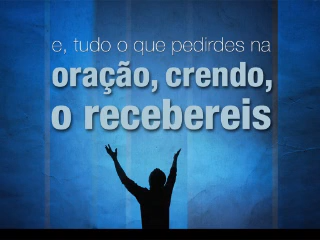 e, tudo o que pedirdes na
oração, crendo,
o recebereis